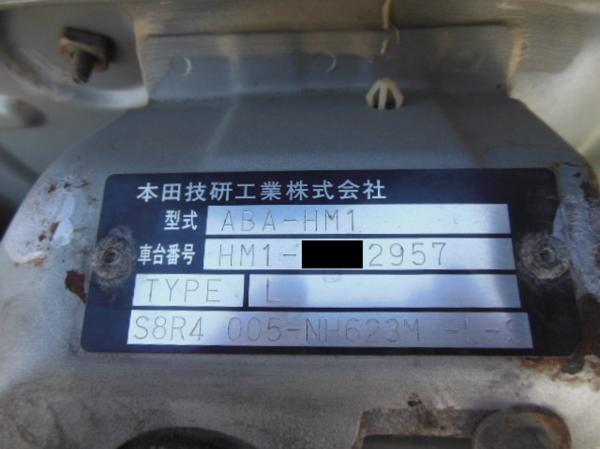 本田技研工業株式会社
型式 ABA-HM1
車台番号 HM1- 2957
TYPE L
S8R4 005-NH623M -L-